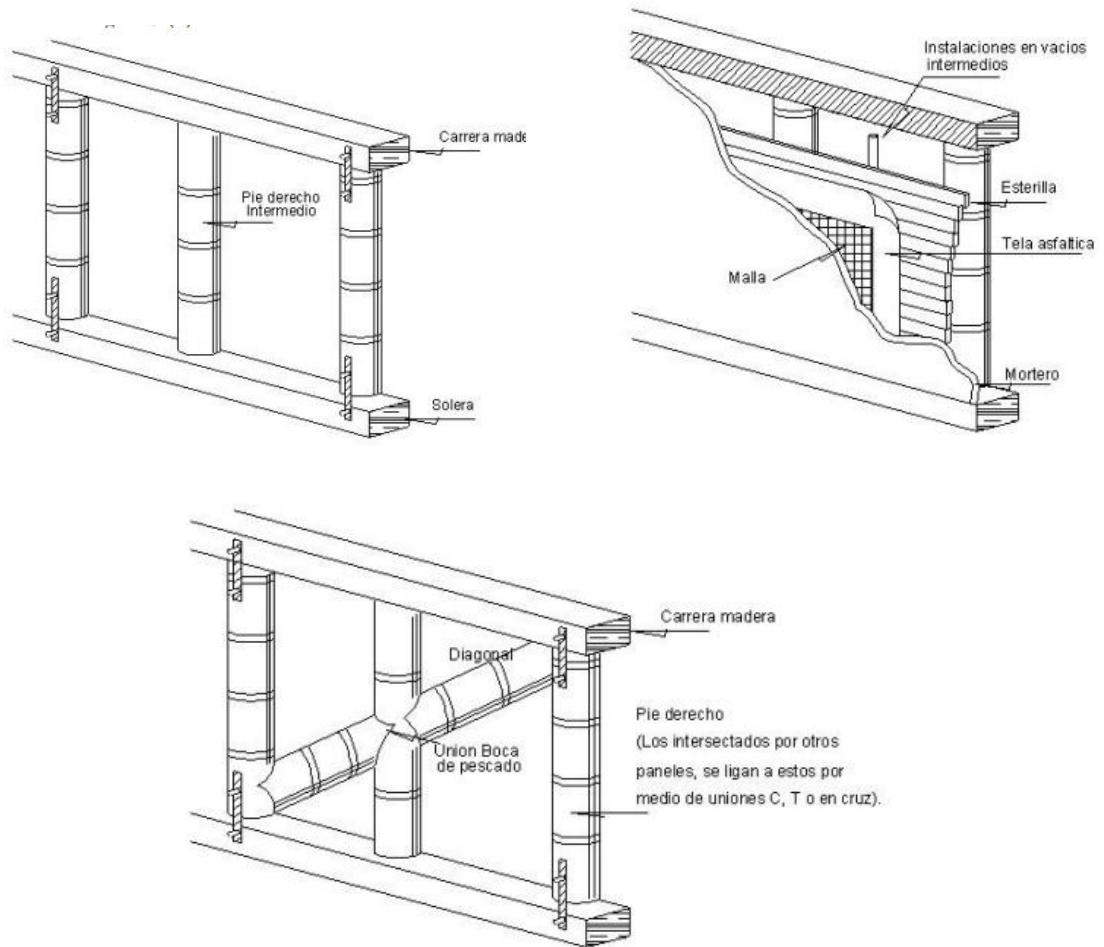 Carrera made
Pie derecho
Intermedio
Solera
Instalaciones en vacios
intermedios
Esterilla
Tela asfaltica
Malla
Mortero
Carrera madera
Diagonal
Union Boca
de pescado
Pie derecho
(Los intersectados por otros
paneles, se ligan a estos por
medio de uniones C, T o en cruz).